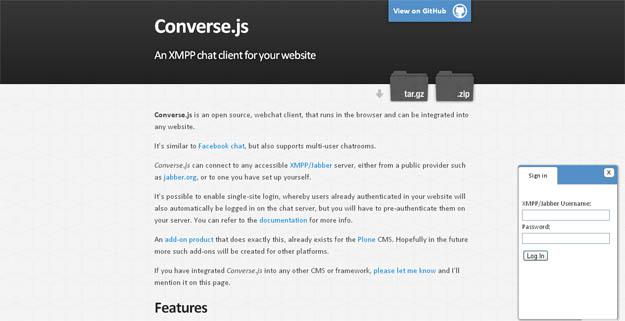 View on GitHub
Converse.js
An XMPP chat client for your website
tar.gz
.zip
Converse.js is an open source, webchat client, that runs in the browser and can be integrated into
any website.
It's similar to Facebook chat, but also supports multi-user chatrooms.
Converse.js can connect to any accessible XMPP/Jabber server, either from a public provider such
as jabber.org, or to one you have set up yourself.
It's possible to enable single-site login, whereby users already authenticated in your website will
also automatically be logged in on the chat server, but you will have to pre-authenticate them on
your server. You can refer to the documentation for more info.
An add-on product that does exactly this, already exists for the Plone CMS. Hopefully in the future
more such add-ons will be created for other platforms.
If you have integrated Converse.js into any other CMS or framework, please let me know and I'll
mention it on this page.
Features
Sign in
X
XMPP/Jabber Username:
Password:
Log In